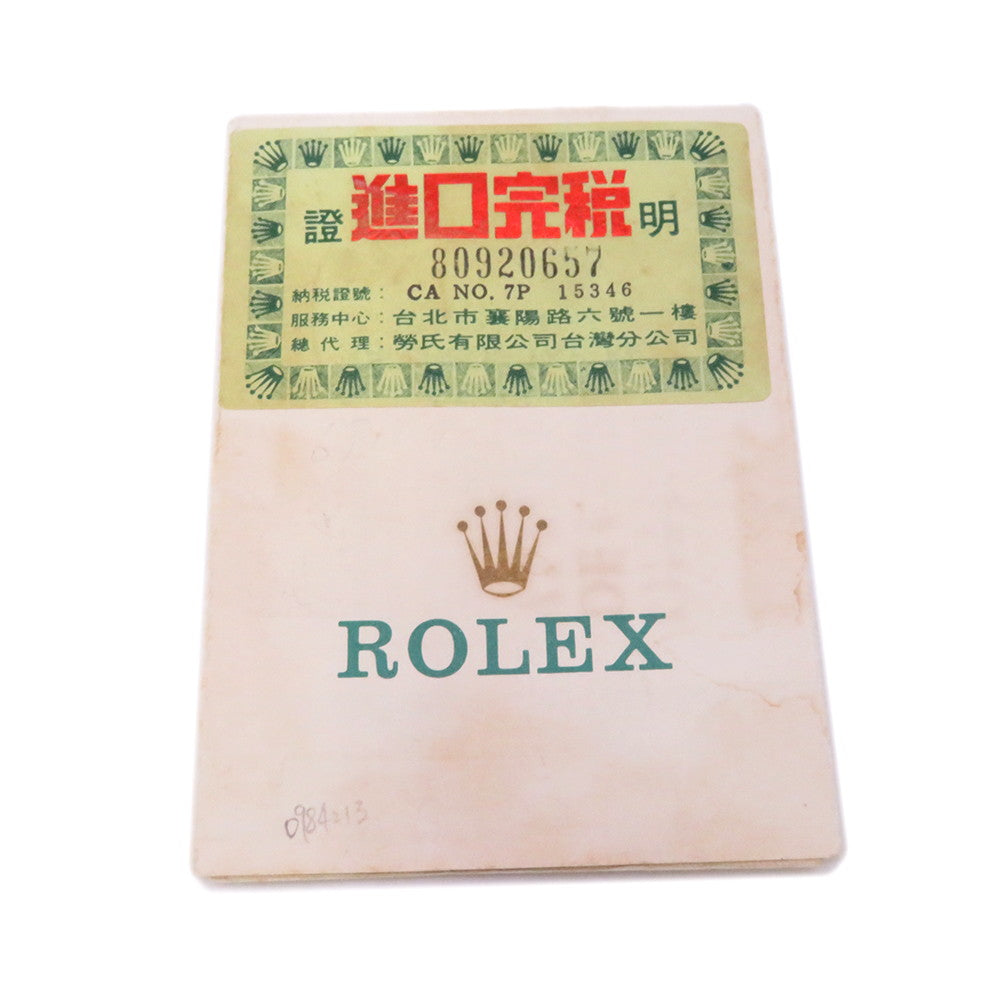 證 進口完税 明
80920657
納税證號： CA NO. 7P 15346
服務中心：台北市襄陽路六號一樓
總代理：勞氏有限公司台灣分公司
ROLEX